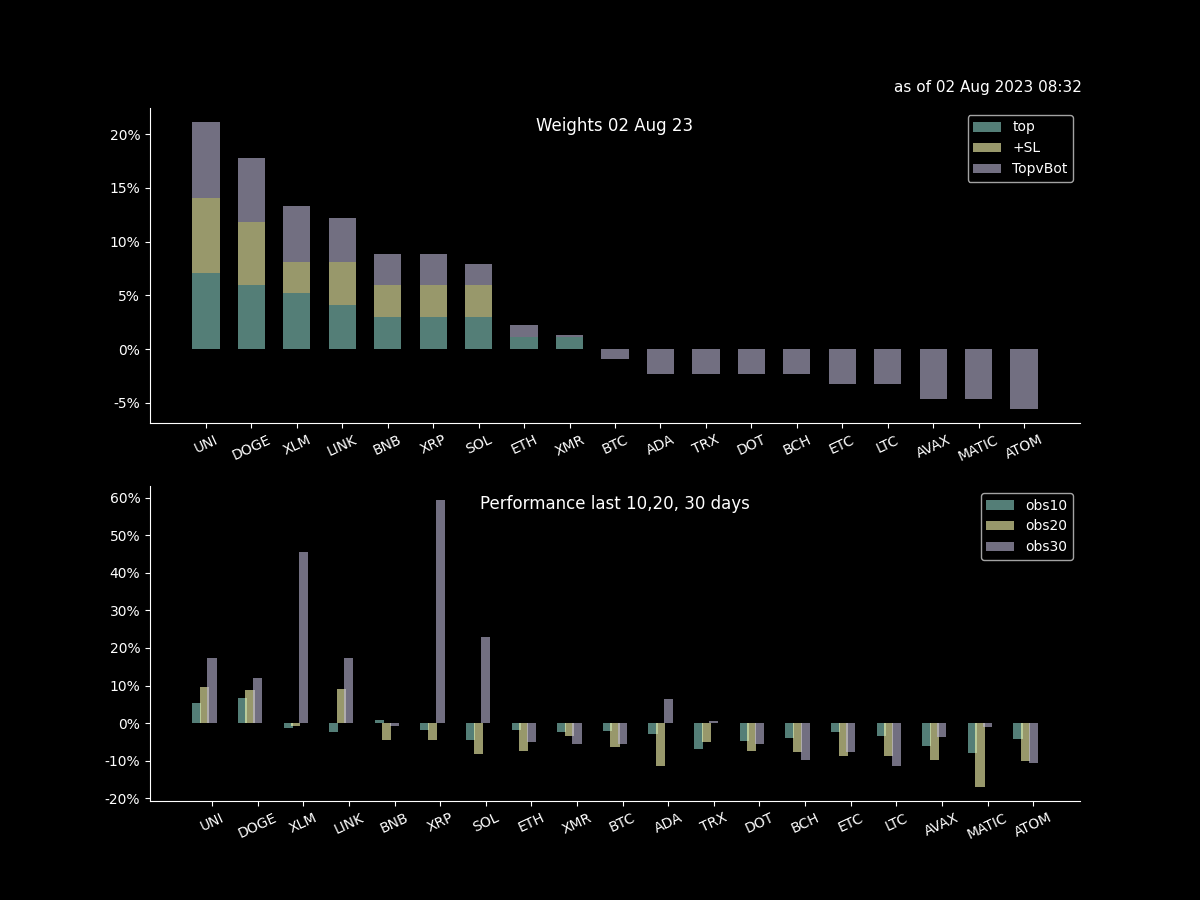 as of 02 Aug 2023 08:32
Weights 02 Aug 23
top
+SL
TopvBot
20%
15%
10%
5%
0%
-5%
UNI DOGE XLM LINK BNB XRP SOL ETH XMR BTC ADA TRX DOT BCH ETC LTC AVAX MATIC ATOM
Performance last 10,20, 30 days
obs10
obs20
obs30
60%
50%
40%
30%
20%
10%
0%
-10%
-20%
UNI DOGE XLM LINK BNB XRP SOL ETH XMR BTC ADA TRX DOT BCH ETC LTC AVAX MATIC ATOM